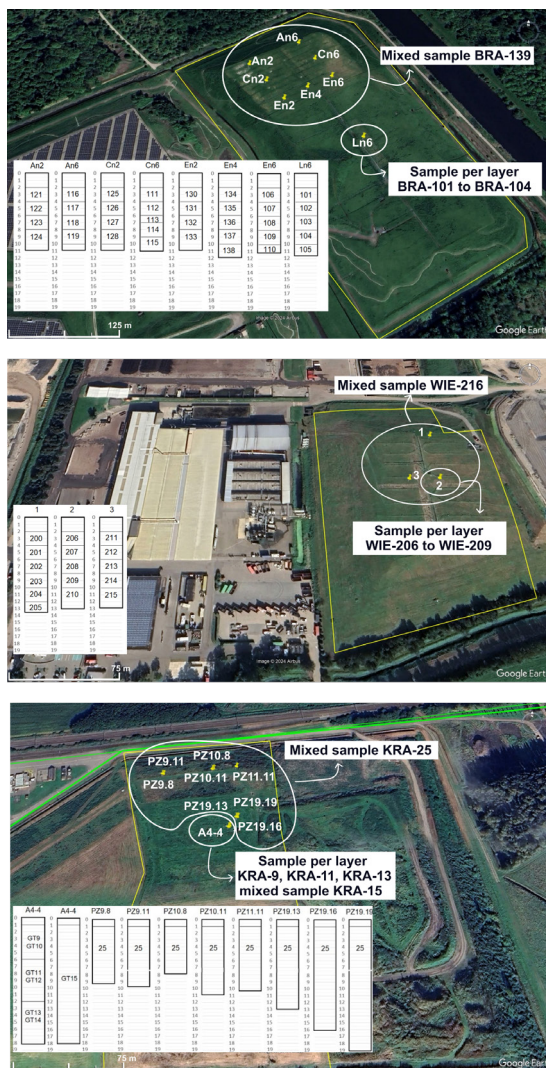 An6
Mixed sample BRA-139
An2
Cn6
Cn2
En6
En4
En2
Ln6
Sample per layer
BRA-101 to BRA-104
An2 An6 Cn2 Cn6 En2 En4 En6 Ln6
121 116 125 111 130 134 106 101
122 117 126 112 131 135 107 102
123 118 127 113 132 136 108 103
124 119 128 114 133 137 109 104
115 138 110 105
125 m
Image © 2024 Airbus
Google Earth
Mixed sample WIE-216
1
3
2
Sample per layer
WIE-206 to WIE-209
1 2 3
200 206 211
201 207 212
202 208 213
203 209 214
204 210 215
205
75 m
Image © 2024 Airbus
Google Earth
Mixed sample KRA-25
PZ9.11
PZ10.8
PZ9.8
PZ10.11
PZ11.11
PZ19.13
PZ19.19
A4-4
PZ19.16
Sample per layer
KRA-9, KRA-11, KRA-13
mixed sample KRA-15
A4-4 A4-4 PZ9.8 PZ9.11 PZ10.8 PZ10.11 PZ11.11 PZ19.13 PZ19.16 PZ19.19
GT9
GT10 25 25 25 25 25 25 25 25
GT11
GT12 GT15
GT13
GT14
75 m
Google Earth